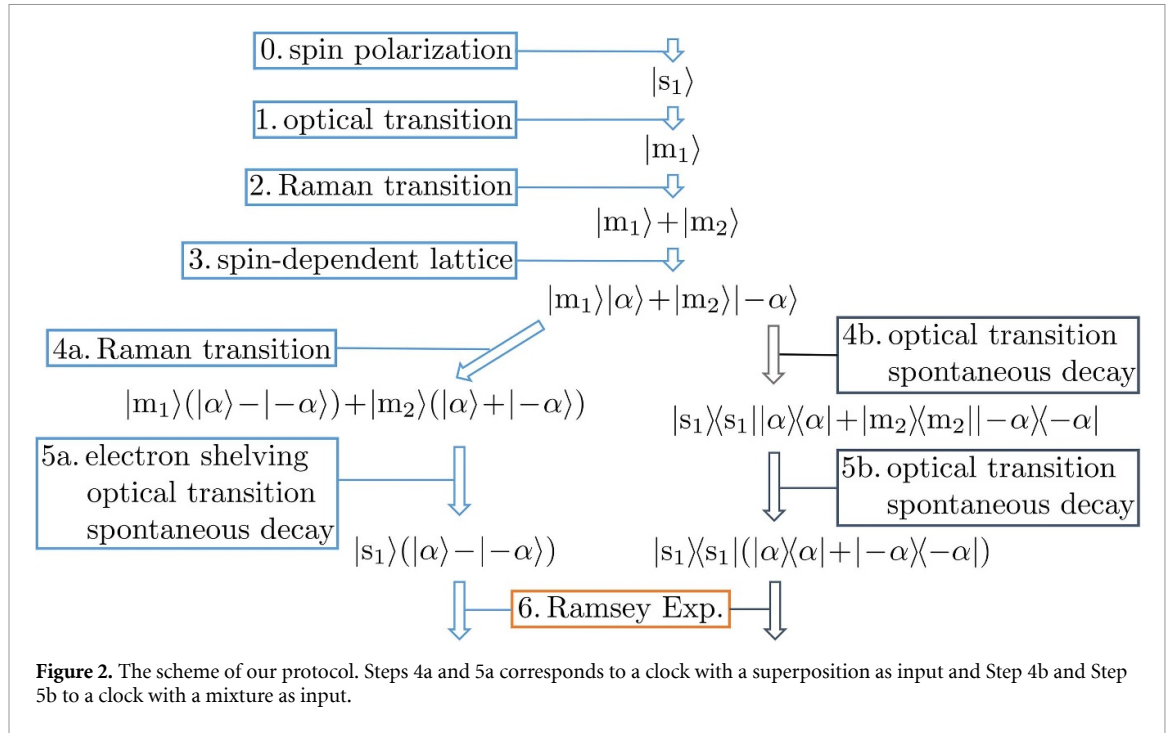 0. spin polarization
|s₁⟩
1. optical transition
|m₁⟩
2. Raman transition
|m₁⟩+|m₂⟩
3. spin-dependent lattice
|m₁⟩|α⟩+|m₂⟩|−α⟩
4a. Raman transition
4b. optical transition
spontaneous decay
|m₁⟩(|α⟩−|−α⟩)+|m₂⟩(|α⟩+|−α⟩)
|s₁⟩⟨s₁||α⟩⟨α|+|m₂⟩⟨m₂||−α⟩⟨−α|
5a. electron shelving
optical transition
spontaneous decay
5b. optical transition
spontaneous decay
|s₁⟩(|α⟩−|−α⟩)
|s₁⟩⟨s₁|(|α⟩⟨α|+|−α⟩⟨−α|)
6. Ramsey Exp.
Figure 2. The scheme of our protocol. Steps 4a and 5a corresponds to a clock with a superposition as input and Step 4b and Step
5b to a clock with a mixture as input.